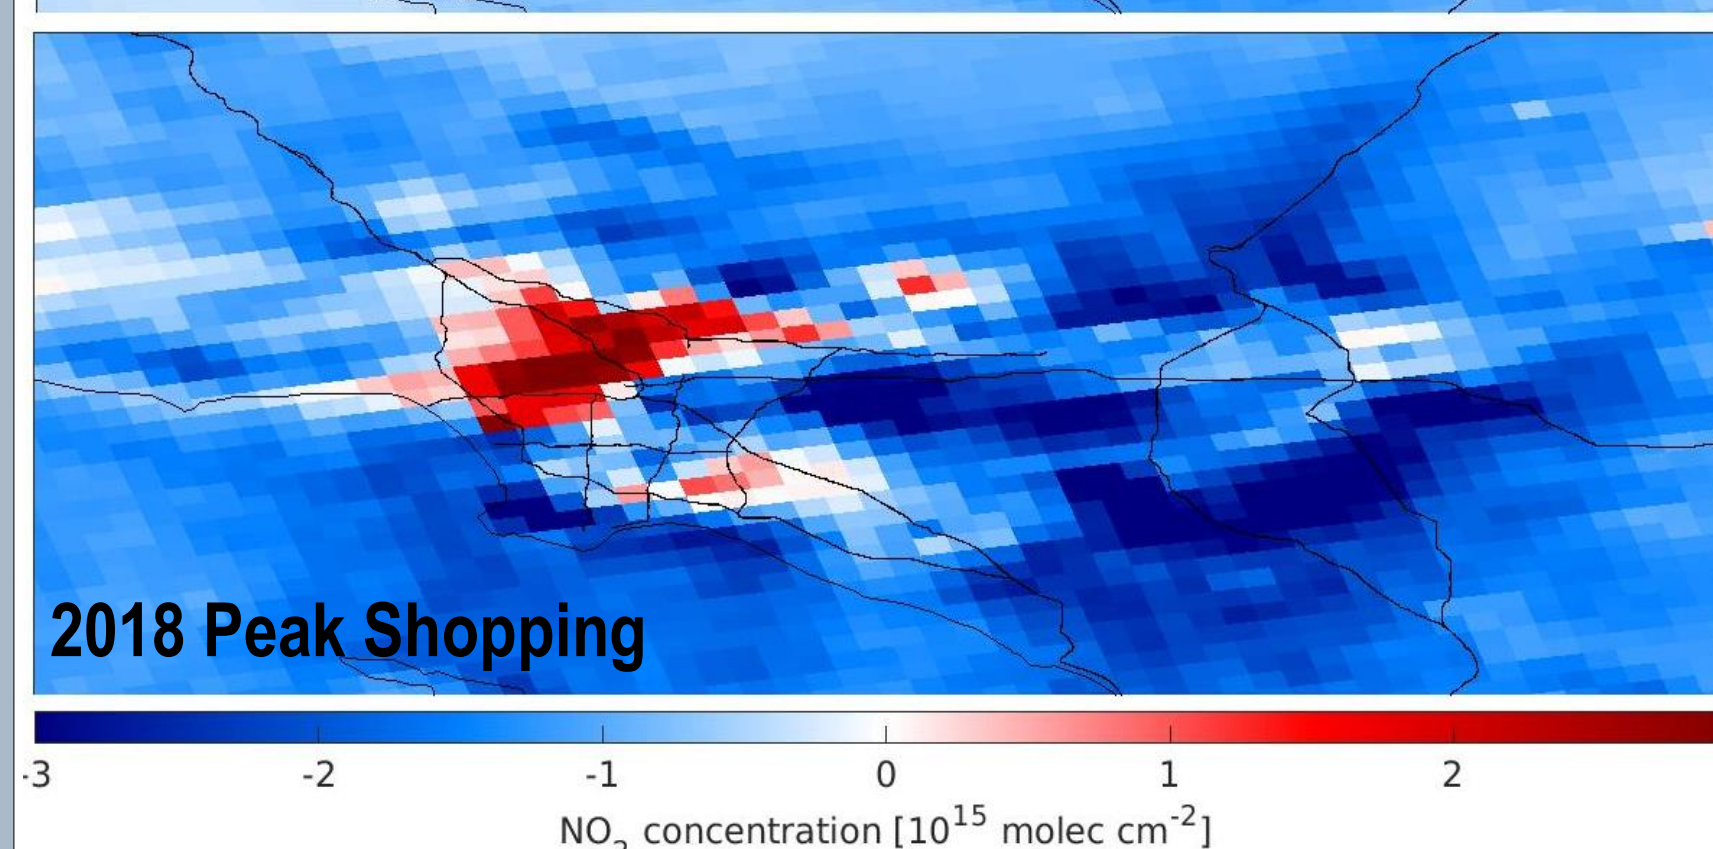 2018 Peak Shopping
-3 -2 -1 0 1 2
NO2 concentration [10^15 molec cm^-2]